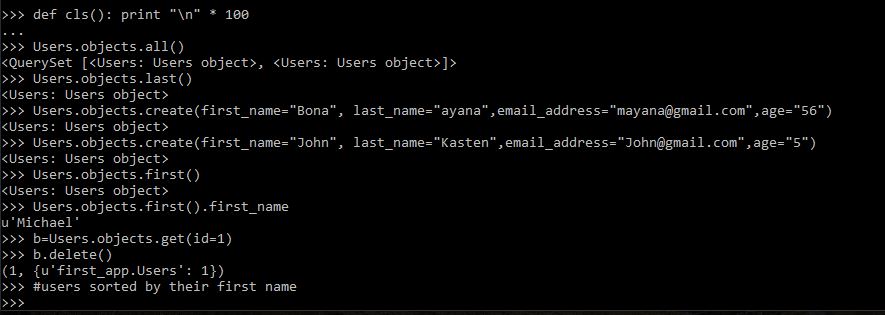 >>> def cls(): print "\n" * 100
...
>>> Users.objects.all()
<QuerySet [<Users: Users object>, <Users: Users object>]>
>>> Users.objects.last()
<Users: Users object>
>>> Users.objects.create(first_name="Bona", last_name="ayana",email_address="mayana@gmail.com",age="56")
<Users: Users object>
>>> Users.objects.create(first_name="John", last_name="Kasten",email_address="John@gmail.com",age="5")
<Users: Users object>
>>> Users.objects.first()
<Users: Users object>
>>> Users.objects.first().first_name
u'Michael'
>>> b=Users.objects.get(id=1)
>>> b.delete()
(1, {u'first_app.Users': 1})
>>> #users sorted by their first name
>>>